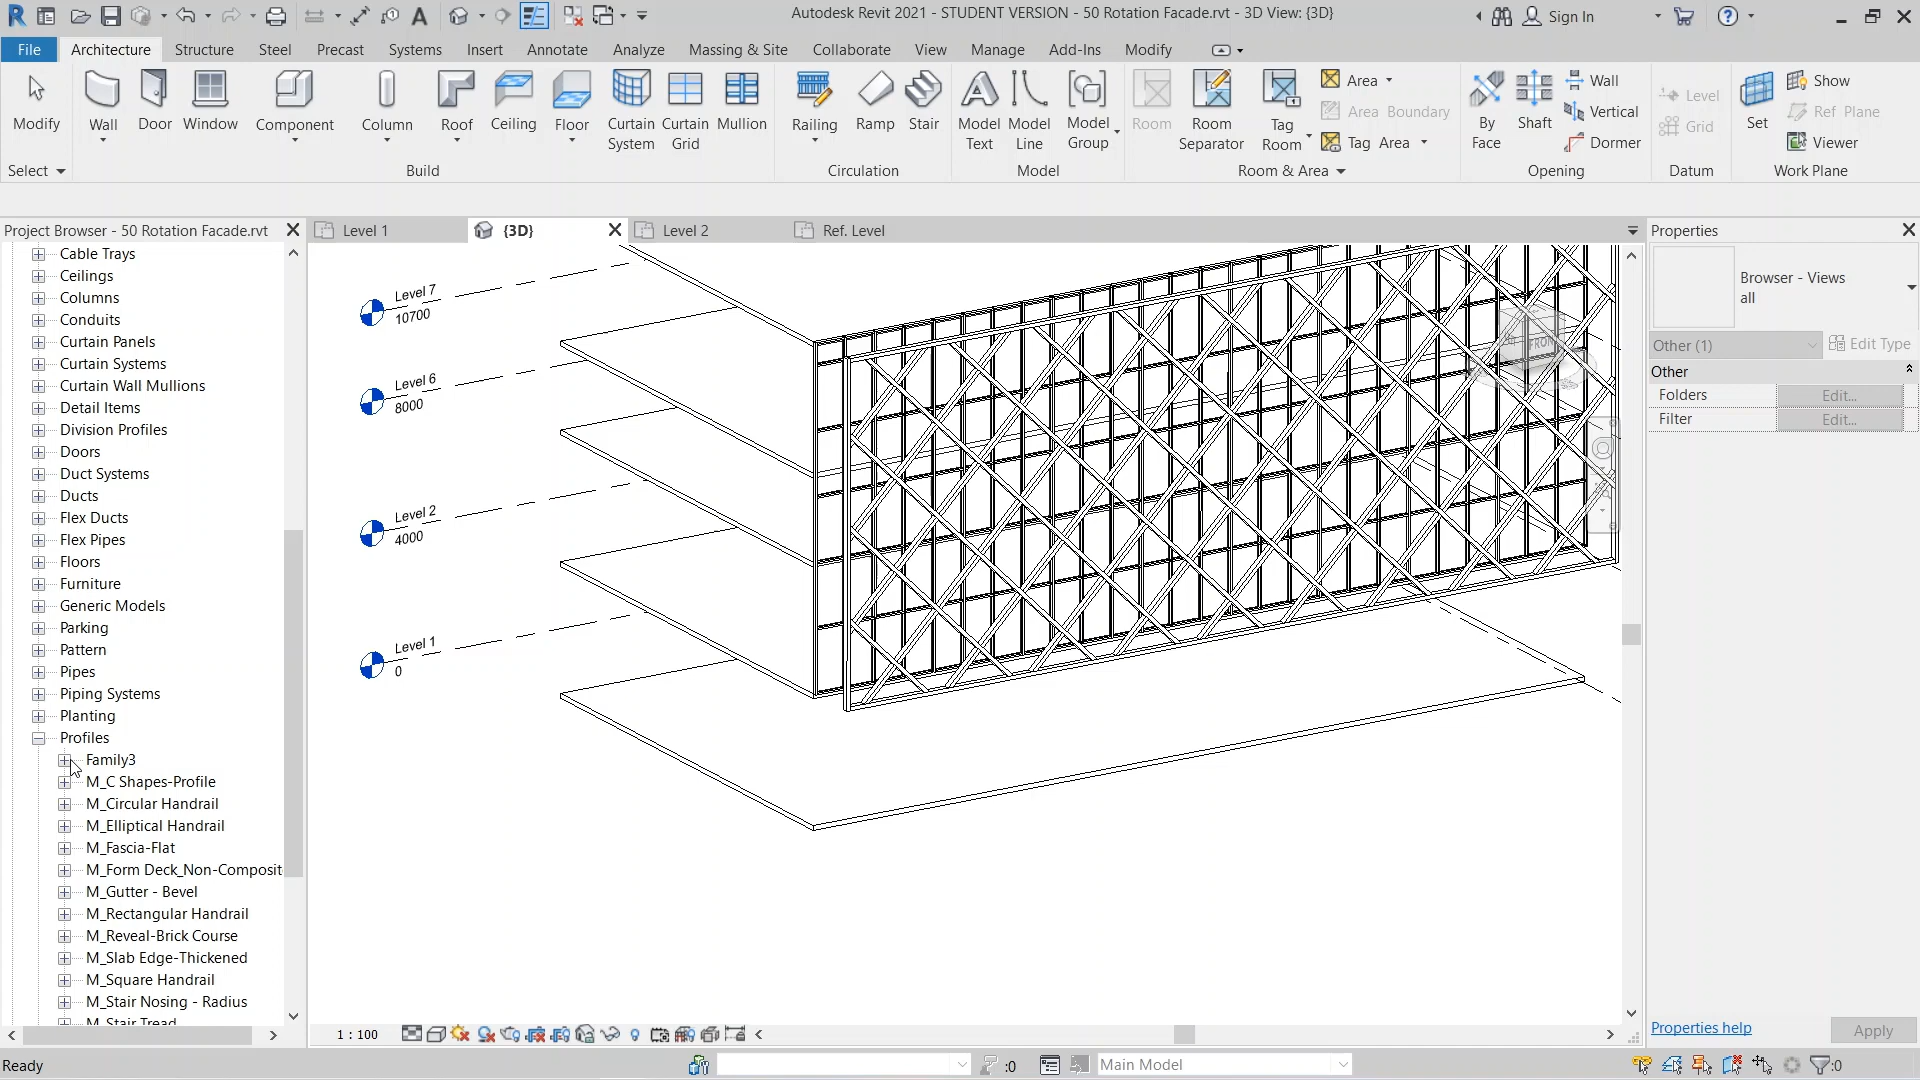 Autodesk Revit 2021 - STUDENT VERSION - 50 Rotation Facade.rvt - 3D View: {3D}
Sign In
File Architecture Structure Steel Precast Systems Insert Annotate Analyze Massing & Site Collaborate View Manage Add-Ins Modify
Modify
Wall
Door
Window
Component
Column
Roof
Ceiling
Floor
Curtain System
Curtain Grid
Mullion
Railing
Ramp
Stair
Model Text
Model Line
Model Group
Room
Room Separator
Tag Room
Area
Area Boundary
Tag Area
By Face
Shaft
Wall
Vertical
Dormer
Level
Grid
Set
Show
Ref Plane
Viewer
Select
Build
Circulation
Model
Room & Area
Opening
Datum
Work Plane
Project Browser - 50 Rotation Facade.rvt
Cable Trays
Ceilings
Columns
Conduits
Curtain Panels
Curtain Systems
Curtain Wall Mullions
Detail Items
Division Profiles
Doors
Duct Systems
Ducts
Flex Ducts
Flex Pipes
Floors
Furniture
Generic Models
Parking
Pattern
Pipes
Piping Systems
Planting
Profiles
Family3
M_C Shapes-Profile
M_Circular Handrail
M_Elliptical Handrail
M_Fascia-Flat
M_Form Deck_Non-Composit
M_Gutter - Bevel
M_Rectangular Handrail
M_Reveal-Brick Course
M_Slab Edge-Thickened
M_Square Handrail
M_Stair Nosing - Radius
M_Stair Tread
Level 1
{3D}
Level 2
Ref. Level
Level 7
10700
Level 6
8000
Level 2
4000
Level 1
0
FRONT
1 : 100
Properties
Browser - Views
all
Other (1)
Edit Type
Other
Folders
Edit...
Filter
Edit...
Properties help
Apply
Ready
:0
Main Model
:0